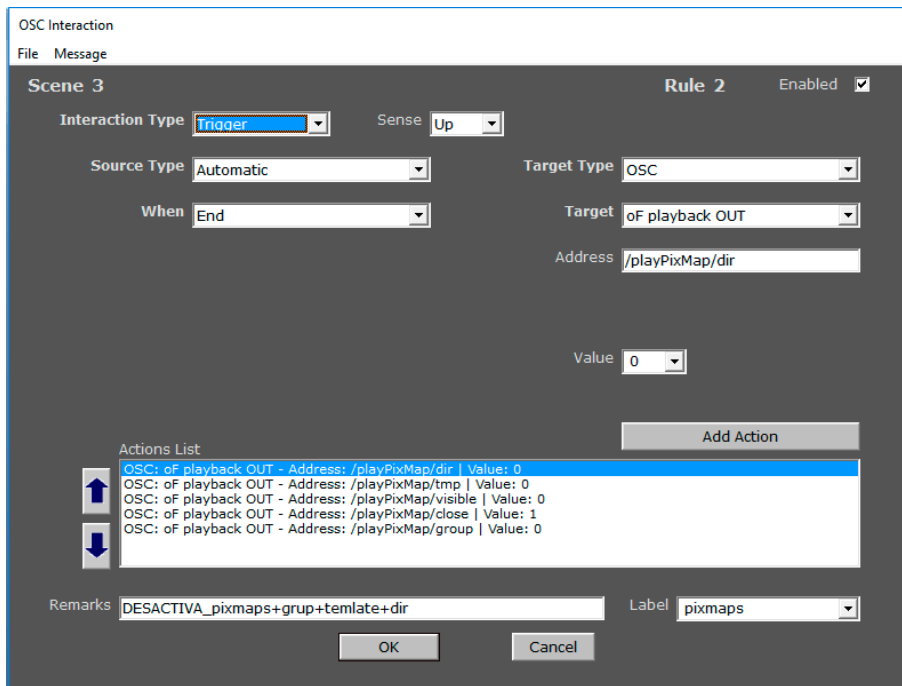 OSC Interaction
File Message
Scene 3 Rule 2 Enabled
Interaction Type Trigger Sense Up
Source Type Automatic Target Type OSC
When End Target oF playback OUT
Address /playPixMap/dir
Value 0
Add Action
Actions List
OSC: oF playback OUT - Address: /playPixMap/dir | Value: 0
OSC: oF playback OUT - Address: /playPixMap/tmp | Value: 0
OSC: oF playback OUT - Address: /playPixMap/visible | Value: 0
OSC: oF playback OUT - Address: /playPixMap/close | Value: 1
OSC: oF playback OUT - Address: /playPixMap/group | Value: 0
Remarks DESACTIVA_pixmaps+grup+temlate+dir Label pixmaps
OK Cancel